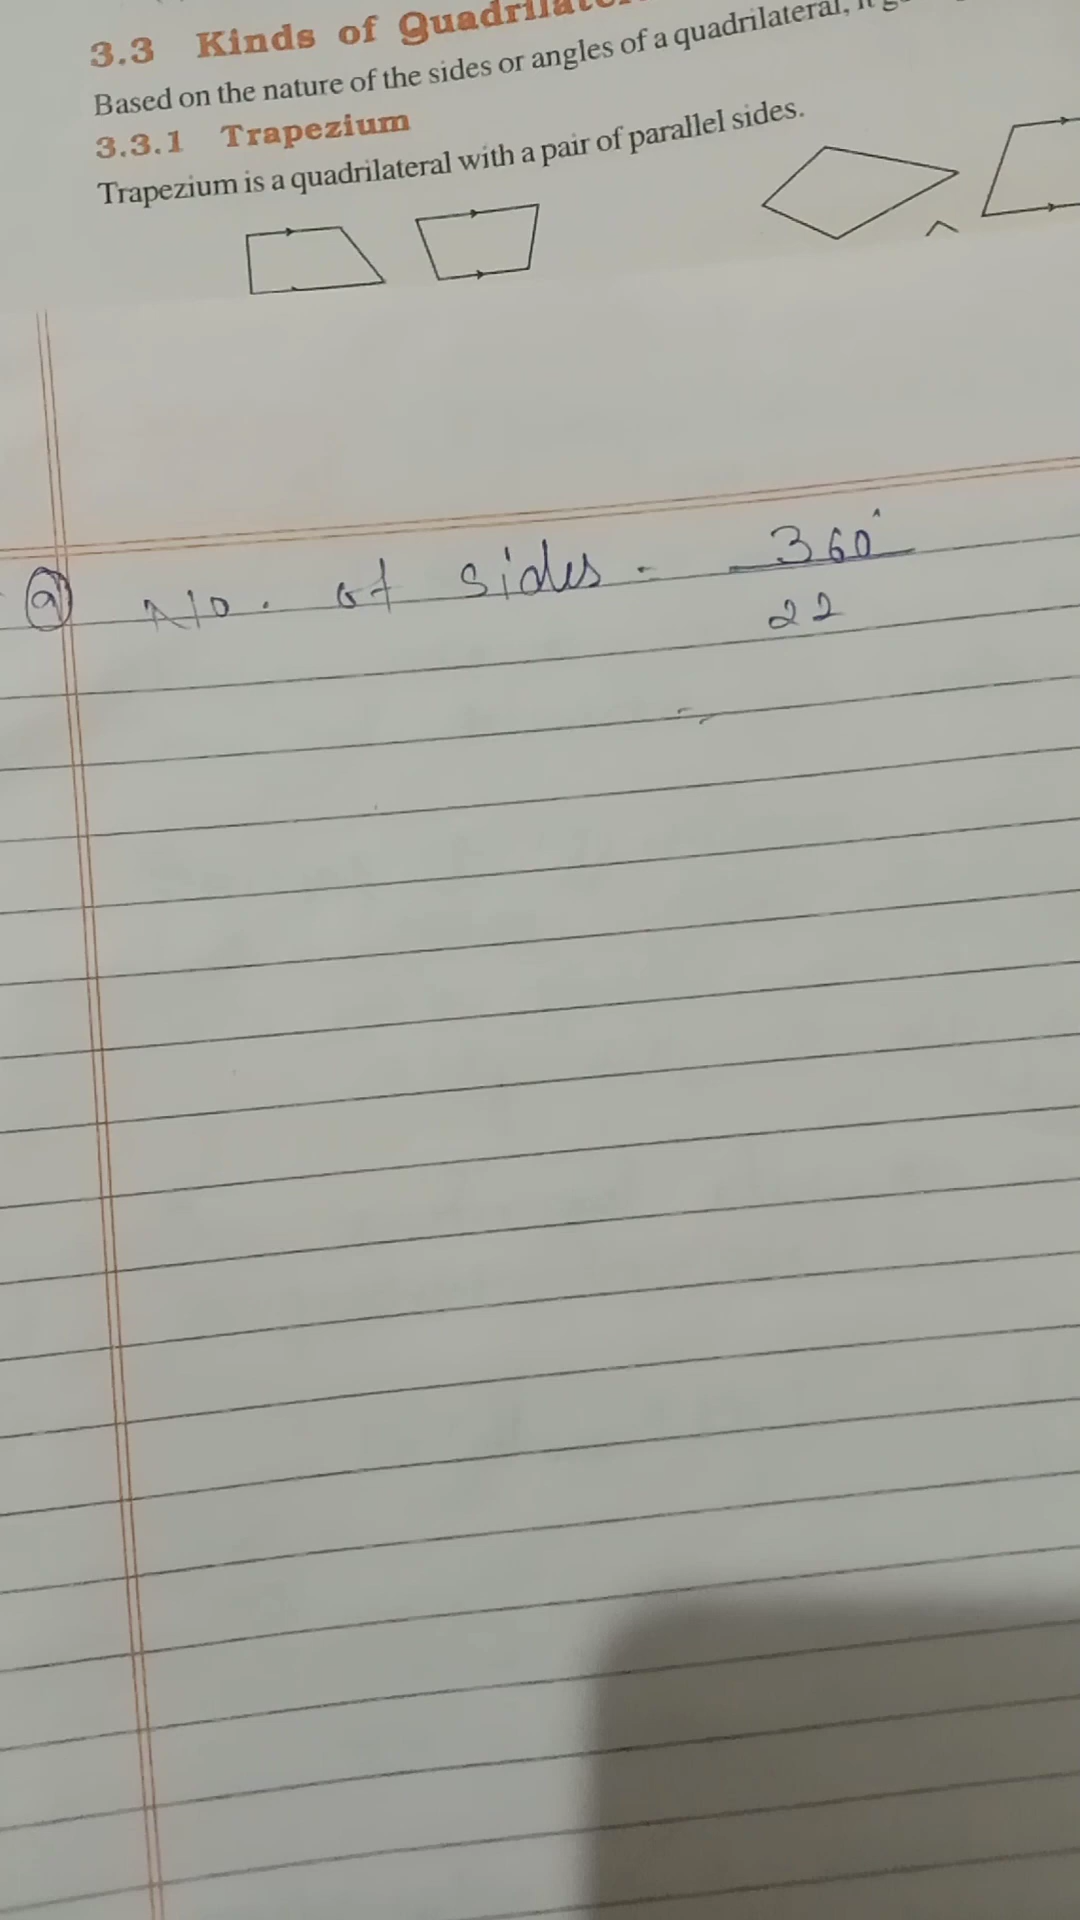 3.3 Kinds of
Based on the nature of the sides or angles of a quadrilateral, it
3.3.1 Trapezium
Trapezium is a quadrilateral with a pair of parallel sides.
(a) No. of sides = 360°
22
=